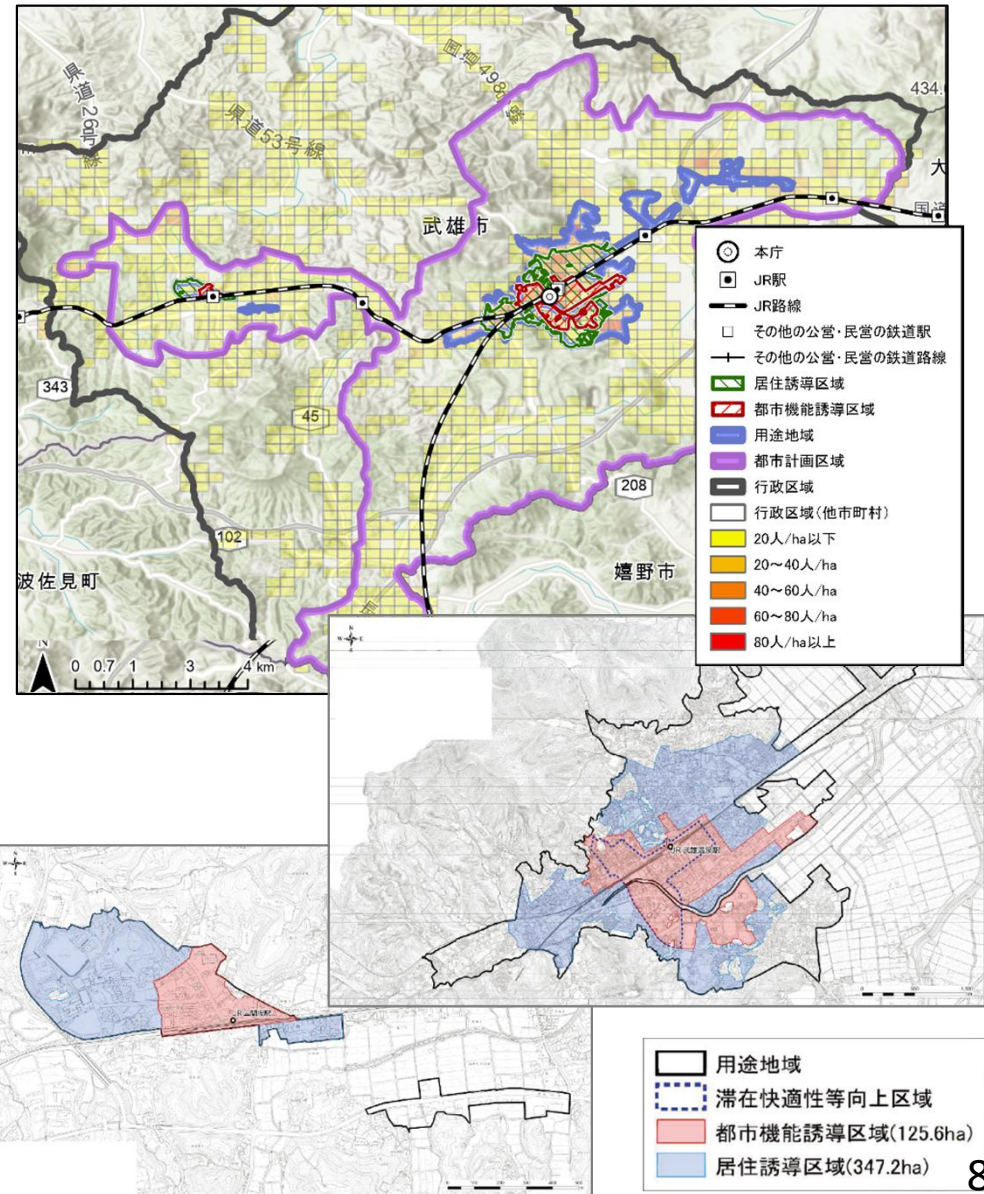 県道26号線
県道53号線
国道498号線
434.
大
武雄市
343
45
102
208
波佐見町
嬉野市
N
0 0.7 1 3 4 km
本庁
JR駅
JR路線
その他の公営・民営の鉄道駅
その他の公営・民営の鉄道路線
居住誘導区域
都市機能誘導区域
用途地域
都市計画区域
行政区域
行政区域(他市町村)
20人/ha以下
20~40人/ha
40~60人/ha
60~80人/ha
80人/ha以上
JR武雄温泉駅
JR三間坂駅
用途地域
滞在快適性等向上区域
都市機能誘導区域(125.6ha)
居住誘導区域(347.2ha)
8